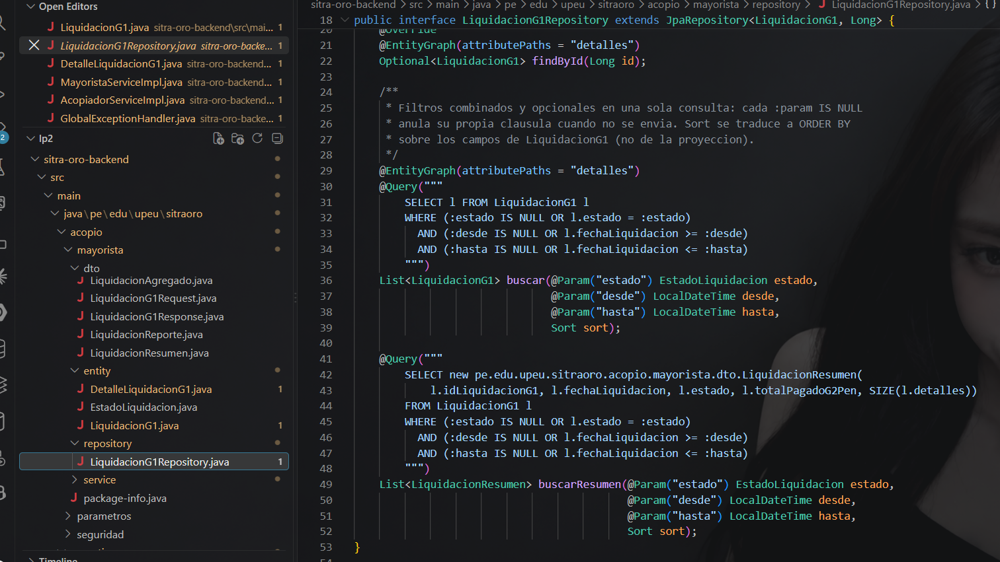 Open Editors
LiquidacionG1.java sitra-oro-backend\src\mai... 1
LiquidacionG1Repository.java sitra-oro-backe... 1
DetalleLiquidacionG1.java sitra-oro-backend... 1
MayoristaServiceImpl.java sitra-oro-backend... 1
AcopiadorServiceImpl.java sitra-oro-backend... 1
GlobalExceptionHandler.java sitra-oro-backe... 1
lp2
sitra-oro-backend
src
main
java\pe\edu\upeu\sitraoro
acopio
mayorista
dto
LiquidacionAgregado.java
LiquidacionG1Request.java
LiquidacionG1Response.java
LiquidacionReporte.java
LiquidacionResumen.java
entity
DetalleLiquidacionG1.java 1
EstadoLiquidacion.java
LiquidacionG1.java 1
repository
LiquidacionG1Repository.java 1
service
package-info.java
parametros
seguridad
Timeline
2
sitra-oro-backend > src > main > java > pe > edu > upeu > sitraoro > acopio > mayorista > repository > LiquidacionG1Repository.java > {}
18 public interface LiquidacionG1Repository extends JpaRepository<LiquidacionG1, Long> {
20 @Override
21 @EntityGraph(attributePaths = "detalles")
22 Optional<LiquidacionG1> findById(Long id);
23
24 /**
25 * Filtros combinados y opcionales en una sola consulta: cada :param IS NULL
26 * anula su propia clausula cuando no se envia. Sort se traduce a ORDER BY
27 * sobre los campos de LiquidacionG1 (no de la proyeccion).
28 */
29 @EntityGraph(attributePaths = "detalles")
30 @Query("""
31 SELECT l FROM LiquidacionG1 l
32 WHERE (:estado IS NULL OR l.estado = :estado)
33 AND (:desde IS NULL OR l.fechaLiquidacion >= :desde)
34 AND (:hasta IS NULL OR l.fechaLiquidacion <= :hasta)
35 """)
36 List<LiquidacionG1> buscar(@Param("estado") EstadoLiquidacion estado,
37 @Param("desde") LocalDateTime desde,
38 @Param("hasta") LocalDateTime hasta,
39 Sort sort);
40
41 @Query("""
42 SELECT new pe.edu.upeu.sitraoro.acopio.mayorista.dto.LiquidacionResumen(
43 l.idLiquidacionG1, l.fechaLiquidacion, l.estado, l.totalPagadoG2Pen, SIZE(l.detalles))
44 FROM LiquidacionG1 l
45 WHERE (:estado IS NULL OR l.estado = :estado)
46 AND (:desde IS NULL OR l.fechaLiquidacion >= :desde)
47 AND (:hasta IS NULL OR l.fechaLiquidacion <= :hasta)
48 """)
49 List<LiquidacionResumen> buscarResumen(@Param("estado") EstadoLiquidacion estado,
50 @Param("desde") LocalDateTime desde,
51 @Param("hasta") LocalDateTime hasta,
52 Sort sort);
53 }
54